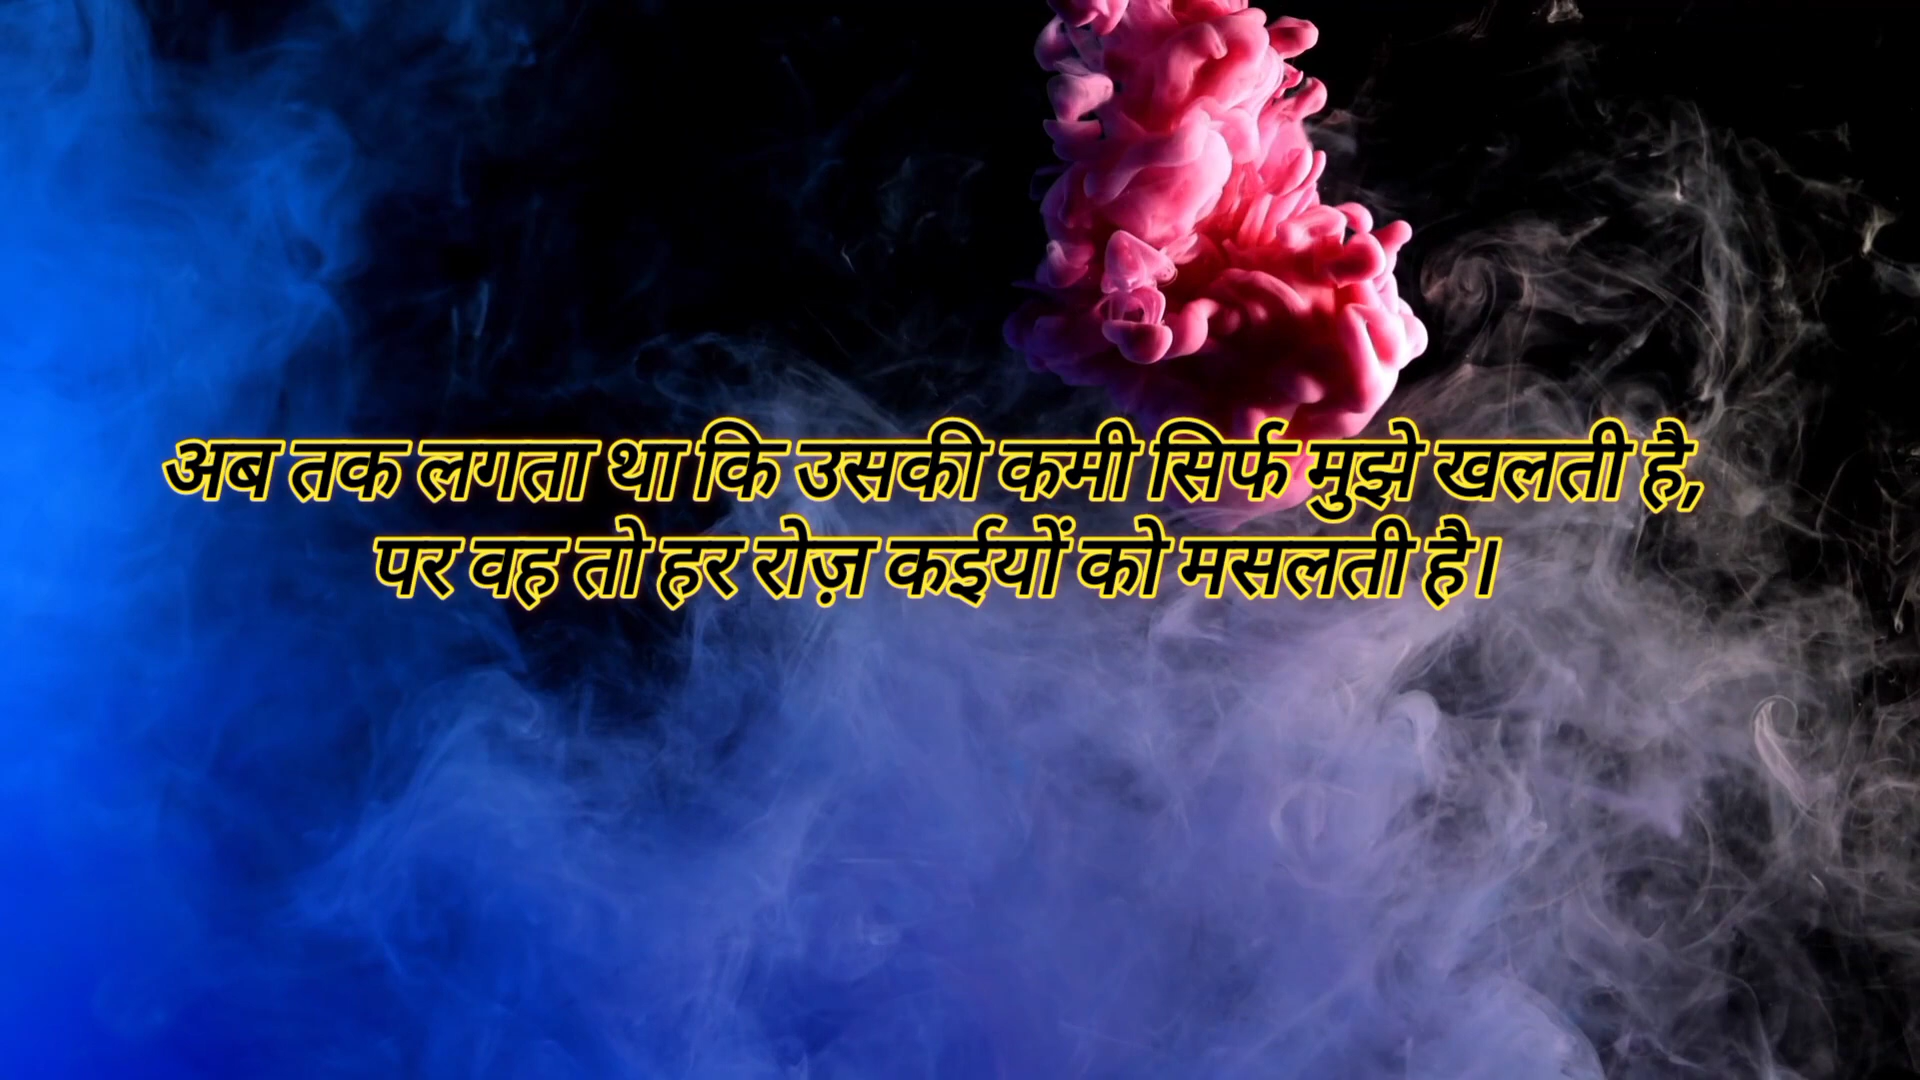 अब तक लगता था कि उसकी कमी सिर्फ मुझे खलती है,
पर वह तो हर रोज़ कईयों को मसलती है।